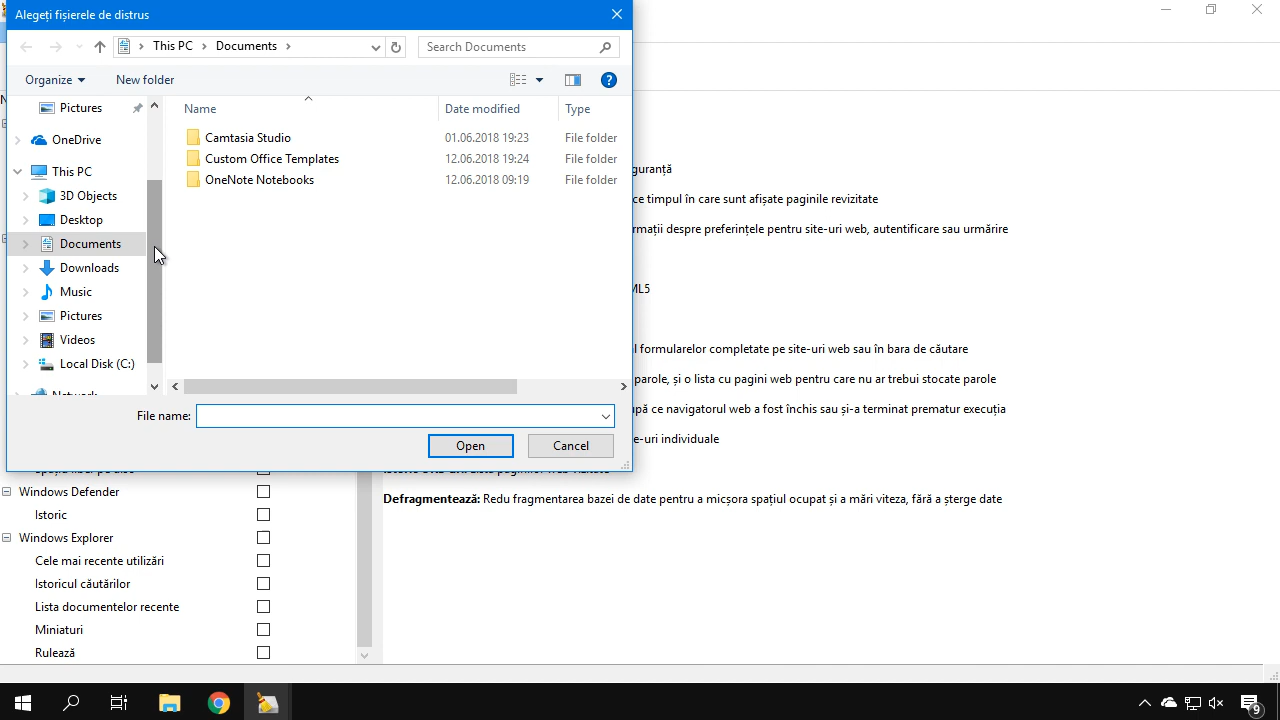 Alegeți fișierele de distrus
This PC
Documents
Search Documents
Organize
New folder
Name
Date modified
Type
Pictures
OneDrive
This PC
3D Objects
Desktop
Documents
Downloads
Music
Pictures
Videos
Local Disk (C:)
Camtasia Studio 01.06.2018 19:23 File folder
Custom Office Templates 12.06.2018 19:24 File folder
OneNote Notebooks 12.06.2018 09:19 File folder
File name:
Open
Cancel
guranță
ce timpul în care sunt afișate paginile revizitate
rmații despre preferințele pentru site-uri web, autentificare sau urmărire
ML5
l formularelor completate pe site-uri web sau în bara de căutare
parole, și o lista cu pagini web pentru care nu ar trebui stocate parole
upă ce navigatorul web a fost închis sau și-a terminat prematur execuția
e-uri individuale
Defragmentează: Redu fragmentarea bazei de date pentru a micșora spațiul ocupat și a mări viteza, fără a șterge date
Windows Defender
Istoric
Windows Explorer
Cele mai recente utilizări
Istoricul căutărilor
Lista documentelor recente
Miniaturi
Rulează
9